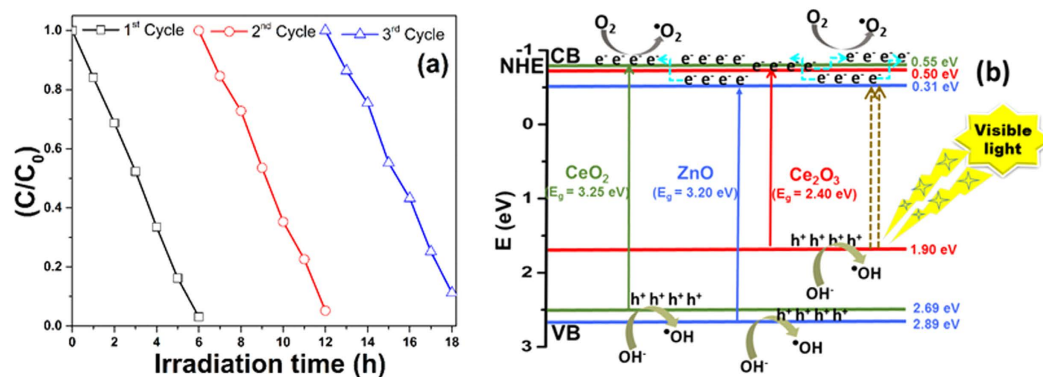 1st Cycle 2nd Cycle 3rd Cycle
(a)
(C/C0)
1.0
0.8
0.6
0.4
0.2
0.0
0 2 4 6 8 10 12 14 16 18
Irradiation time (h)
(b)
O2 •O2 O2 •O2
-1 CB
NHE
0
1
2
3
VB
E (eV)
e- e- e- e- e- e- e- e- e- e- e- e-
0.55 eV
e- e- e- e-
0.50 eV
e- e- e- e- e- e- e- e-
0.31 eV
Visible
light
CeO2
(Eg = 3.25 eV)
ZnO
(Eg = 3.20 eV)
Ce2O3
(Eg = 2.40 eV)
h+ h+ h+ h+
1.90 eV
•OH
OH-
h+ h+ h+ h+
2.69 eV
h+ h+ h+ h+
2.89 eV
•OH
•OH
OH-
OH-